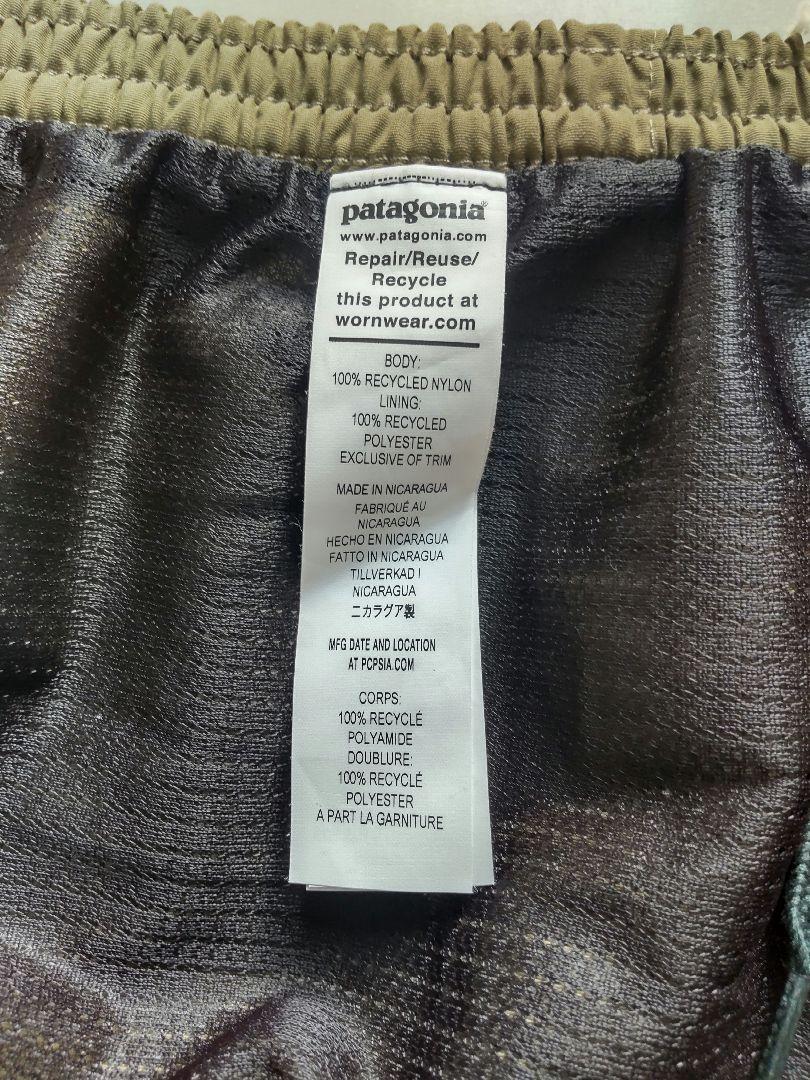 patagonia®
www.patagonia.com
Repair/Reuse/
Recycle
this product at
wornwear.com
BODY:
100% RECYCLED NYLON
LINING:
100% RECYCLED
POLYESTER
EXCLUSIVE OF TRIM
MADE IN NICARAGUA
FABRIQUÉ AU
NICARAGUA
HECHO EN NICARAGUA
FATTO IN NICARAGUA
TILLVERKAD I
NICARAGUA
ニカラグア製
MFG DATE AND LOCATION
AT PCPSIA.COM
CORPS:
100% RECYCLÉ
POLYAMIDE
DOUBLURE:
100% RECYCLÉ
POLYESTER
A PART LA GARNITURE